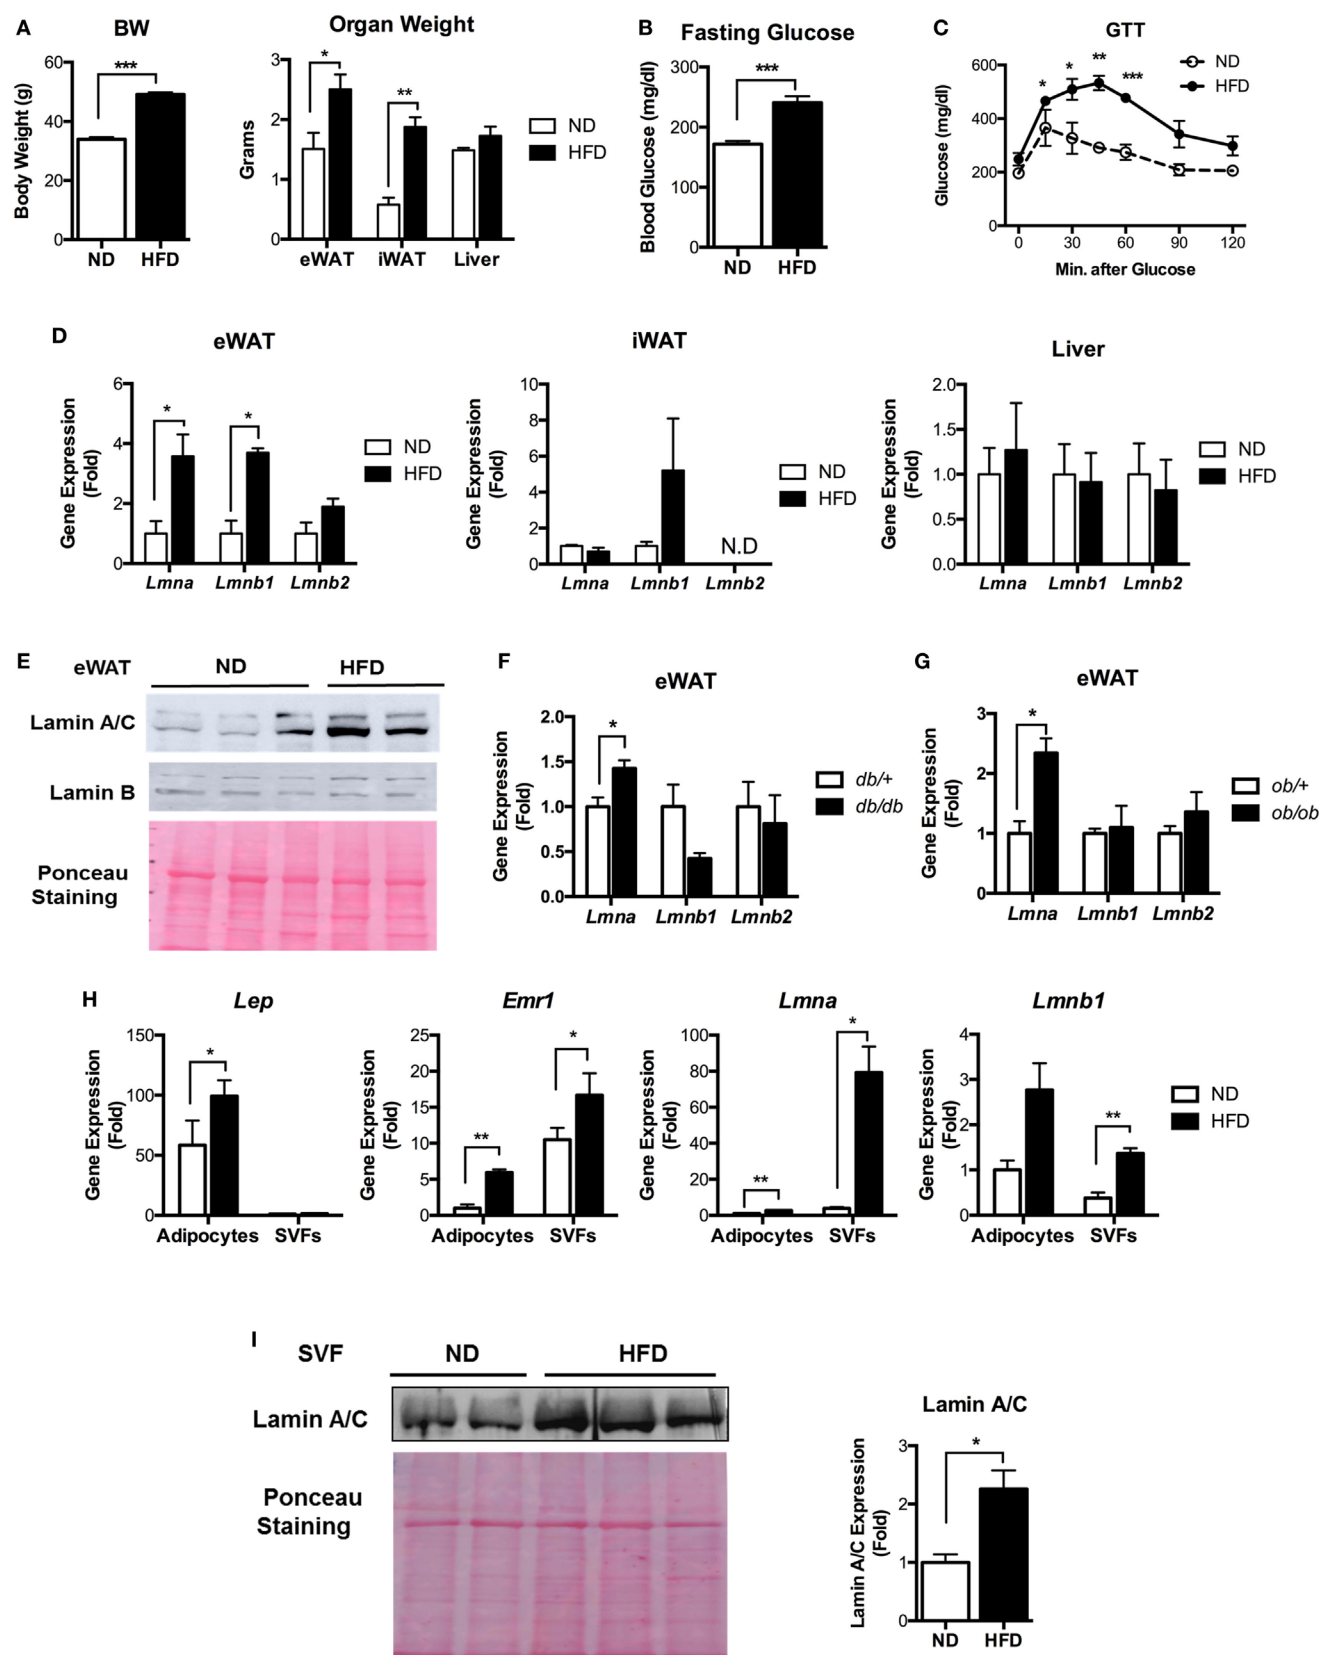 A
BW
Body Weight (g)
60
40
20
0
***
ND
HFD
Organ Weight
Grams
3
2
1
0
*
**
eWAT
iWAT
Liver
ND
HFD
B
Fasting Glucose
Blood Glucose (mg/dl)
300
200
100
0
***
ND
HFD
C
GTT
Glucose (mg/dl)
600
400
200
0
*
*
**
***
ND
HFD
0
30
60
90
120
Min. after Glucose
D
eWAT
Gene Expression
(Fold)
6
4
2
0
*
*
Lmna
Lmnb1
Lmnb2
ND
HFD
iWAT
Gene Expression
(Fold)
10
8
6
4
2
0
N.D
Lmna
Lmnb1
Lmnb2
ND
HFD
Liver
Gene Expression
(Fold)
2.0
1.5
1.0
0.5
0.0
Lmna
Lmnb1
Lmnb2
ND
HFD
E
eWAT
ND
HFD
Lamin A/C
Lamin B
Ponceau
Staining
F
eWAT
Gene Expression
(Fold)
2.0
1.5
1.0
0.5
0.0
*
Lmna
Lmnb1
Lmnb2
db/+
db/db
G
eWAT
Gene Expression
(Fold)
3
2
1
0
*
Lmna
Lmnb1
Lmnb2
ob/+
ob/ob
H
Lep
Gene Expression
(Fold)
150
100
50
0
*
Adipocytes
SVFs
Emr1
Gene Expression
(Fold)
25
20
15
10
5
0
**
*
Adipocytes
SVFs
Lmna
Gene Expression
(Fold)
100
80
60
40
20
0
**
*
Adipocytes
SVFs
Lmnb1
Gene Expression
(Fold)
4
3
2
1
0
**
Adipocytes
SVFs
ND
HFD
I
SVF
ND
HFD
Lamin A/C
Ponceau
Staining
Lamin A/C
Lamin A/C Expression
(Fold)
3
2
1
0
*
ND
HFD